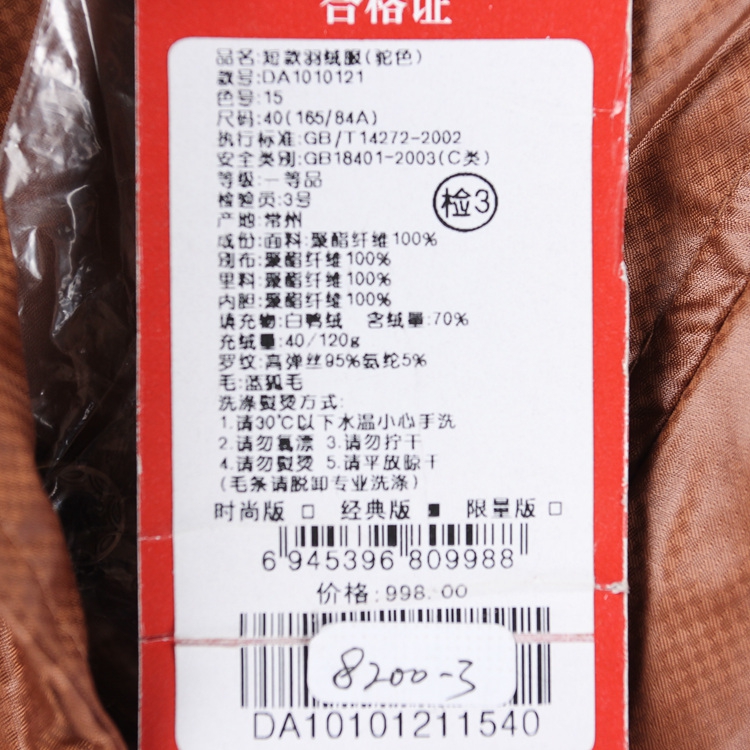 合格证
品名:短款羽绒服(驼色)
款号:DA1010121
色号:15
尺码:40(165/84A)
执行标准:GB/T14272-2002
安全类别:GB18401-2003(C类)
等级:一等品
检验员:3号
检3
产地:常州
成份:面料:聚酯纤维100%
别布:聚酯纤维100%
里料:聚酯纤维100%
内胆:聚酯纤维100%
填充物:白鸭绒 含绒量:70%
充绒量:40/120g
罗纹:高弹丝95%氨纶5%
毛:蓝狐毛
洗涤熨烫方式:
1.请30℃以下水温小心手洗
2.请勿氯漂 3.请勿拧干
4.请勿熨烫 5.请平放晾干
(毛条请脱卸专业洗涤)
时尚版 □ 经典版 ■ 限量版 □
6 945396 809988
价格:998.00
8200-3
DA10101211540